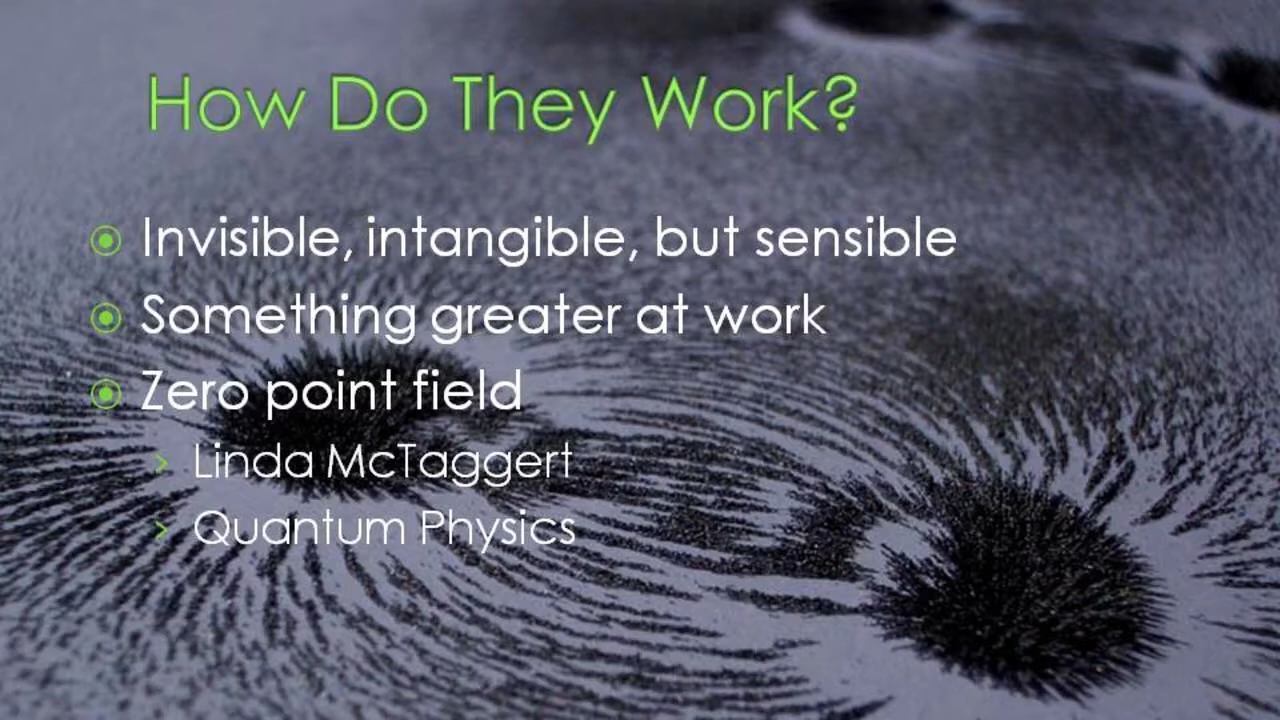 How Do They Work?
Invisible, intangible, but sensible
Something greater at work
Zero point field
Linda McTaggert
Quantum Physics